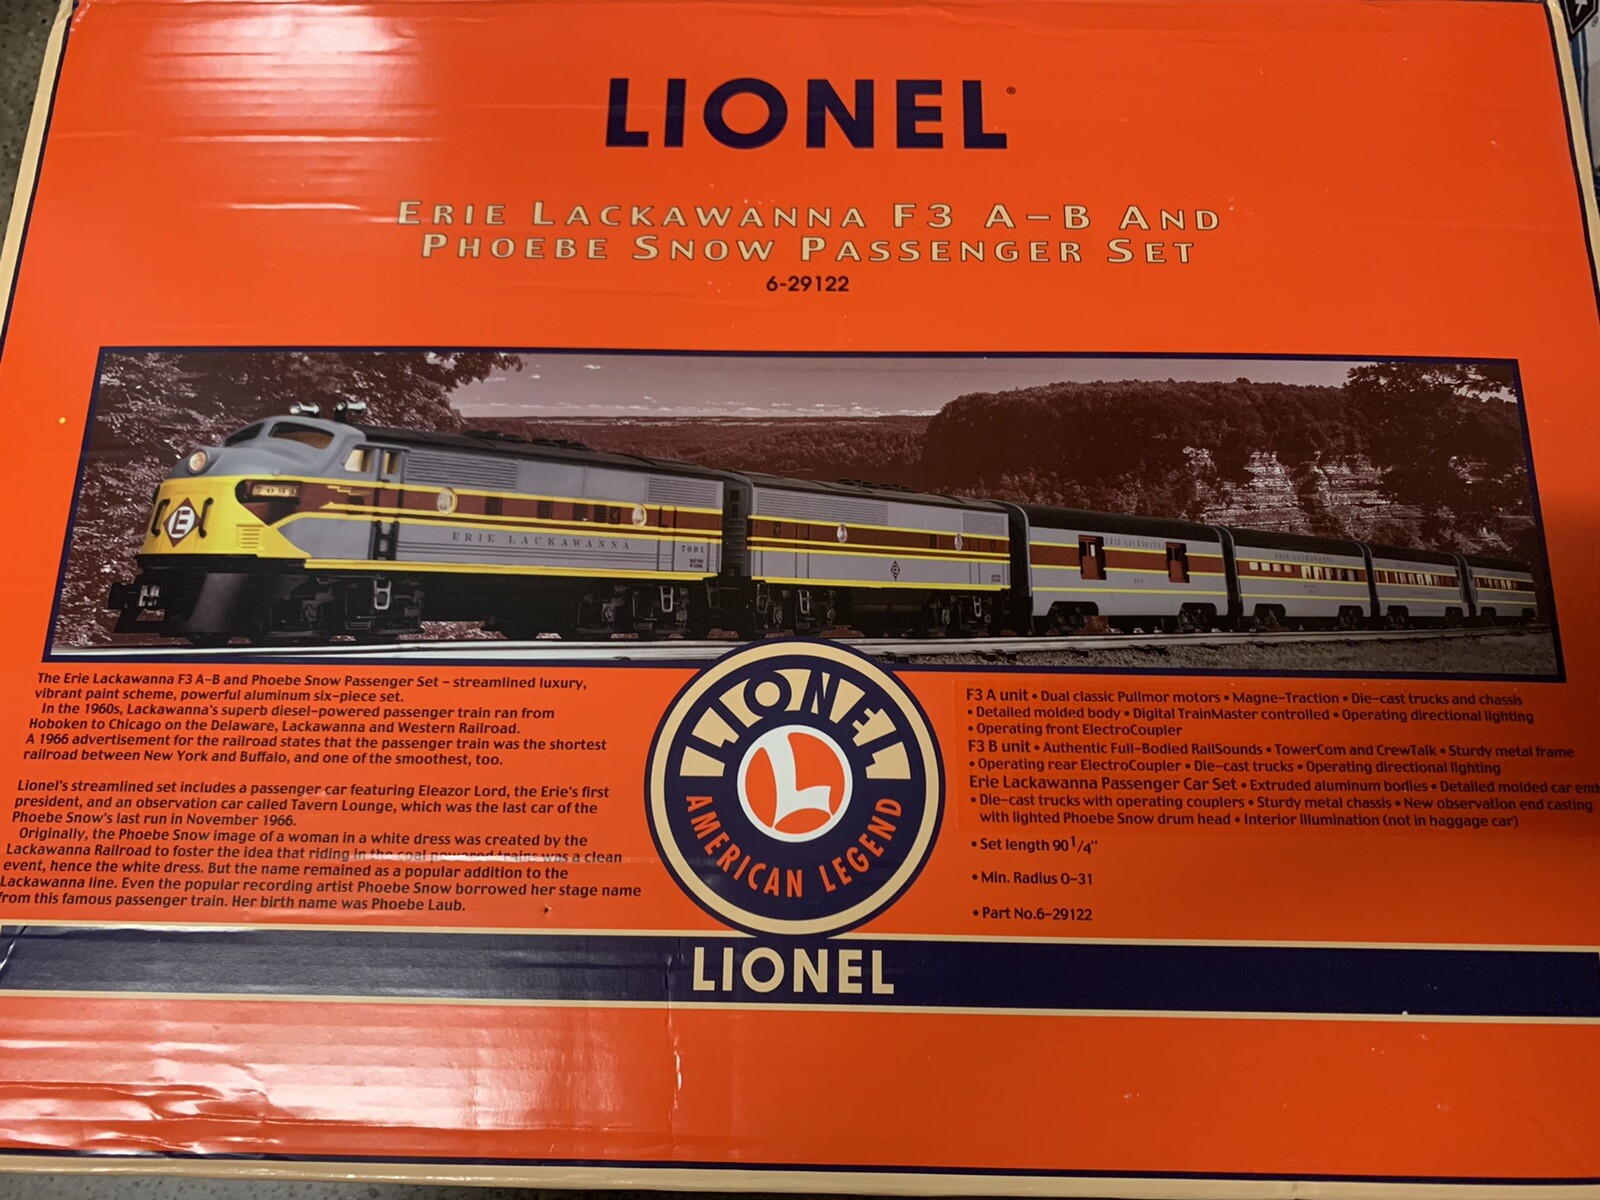 LIONEL®
ERIE LACKAWANNA F3 A-B AND
PHOEBE SNOW PASSENGER SET
6-29122
7091
E
ERIE LACKAWANNA
7091
E
ERIE LACKAWANNA
The Erie Lackawanna F3 A-B and Phoebe Snow Passenger Set – streamlined luxury,
vibrant paint scheme, powerful aluminum six-piece set.
In the 1960s, Lackawanna's superb diesel-powered passenger train ran from
Hoboken to Chicago on the Delaware, Lackawanna and Western Railroad.
A 1966 advertisement for the railroad states that the passenger train was the shortest
railroad between New York and Buffalo, and one of the smoothest, too.
Lionel's streamlined set includes a passenger car featuring Eleazor Lord, the Erie's first
president, and an observation car called Tavern Lounge, which was the last car of the
Phoebe Snow's last run in November 1966.
Originally, the Phoebe Snow image of a woman in a white dress was created by the
Lackawanna Railroad to foster the idea that riding in the coal powered trains was a clean
event, hence the white dress. But the name remained as a popular addition to the
Lackawanna line. Even the popular recording artist Phoebe Snow borrowed her stage name
from this famous passenger train. Her birth name was Phoebe Laub.
LIONEL
L
AMERICAN LEGEND
F3 A unit • Dual classic Pullmor motors • Magne-Traction • Die-cast trucks and chassis
• Detailed molded body • Digital TrainMaster controlled • Operating directional lighting
• Operating front ElectroCoupler
F3 B unit • Authentic Full-Bodied RailSounds • TowerCom and CrewTalk • Sturdy metal frame
• Operating rear ElectroCoupler • Die-cast trucks • Operating directional lighting
Erie Lackawanna Passenger Car Set • Extruded aluminum bodies • Detailed molded car end
• Die-cast trucks with operating couplers • Sturdy metal chassis • New observation end casting
with lighted Phoebe Snow drum head • Interior illumination (not in baggage car)
• Set length 90 1/4"
• Min. Radius O-31
• Part No.6-29122
LIONEL